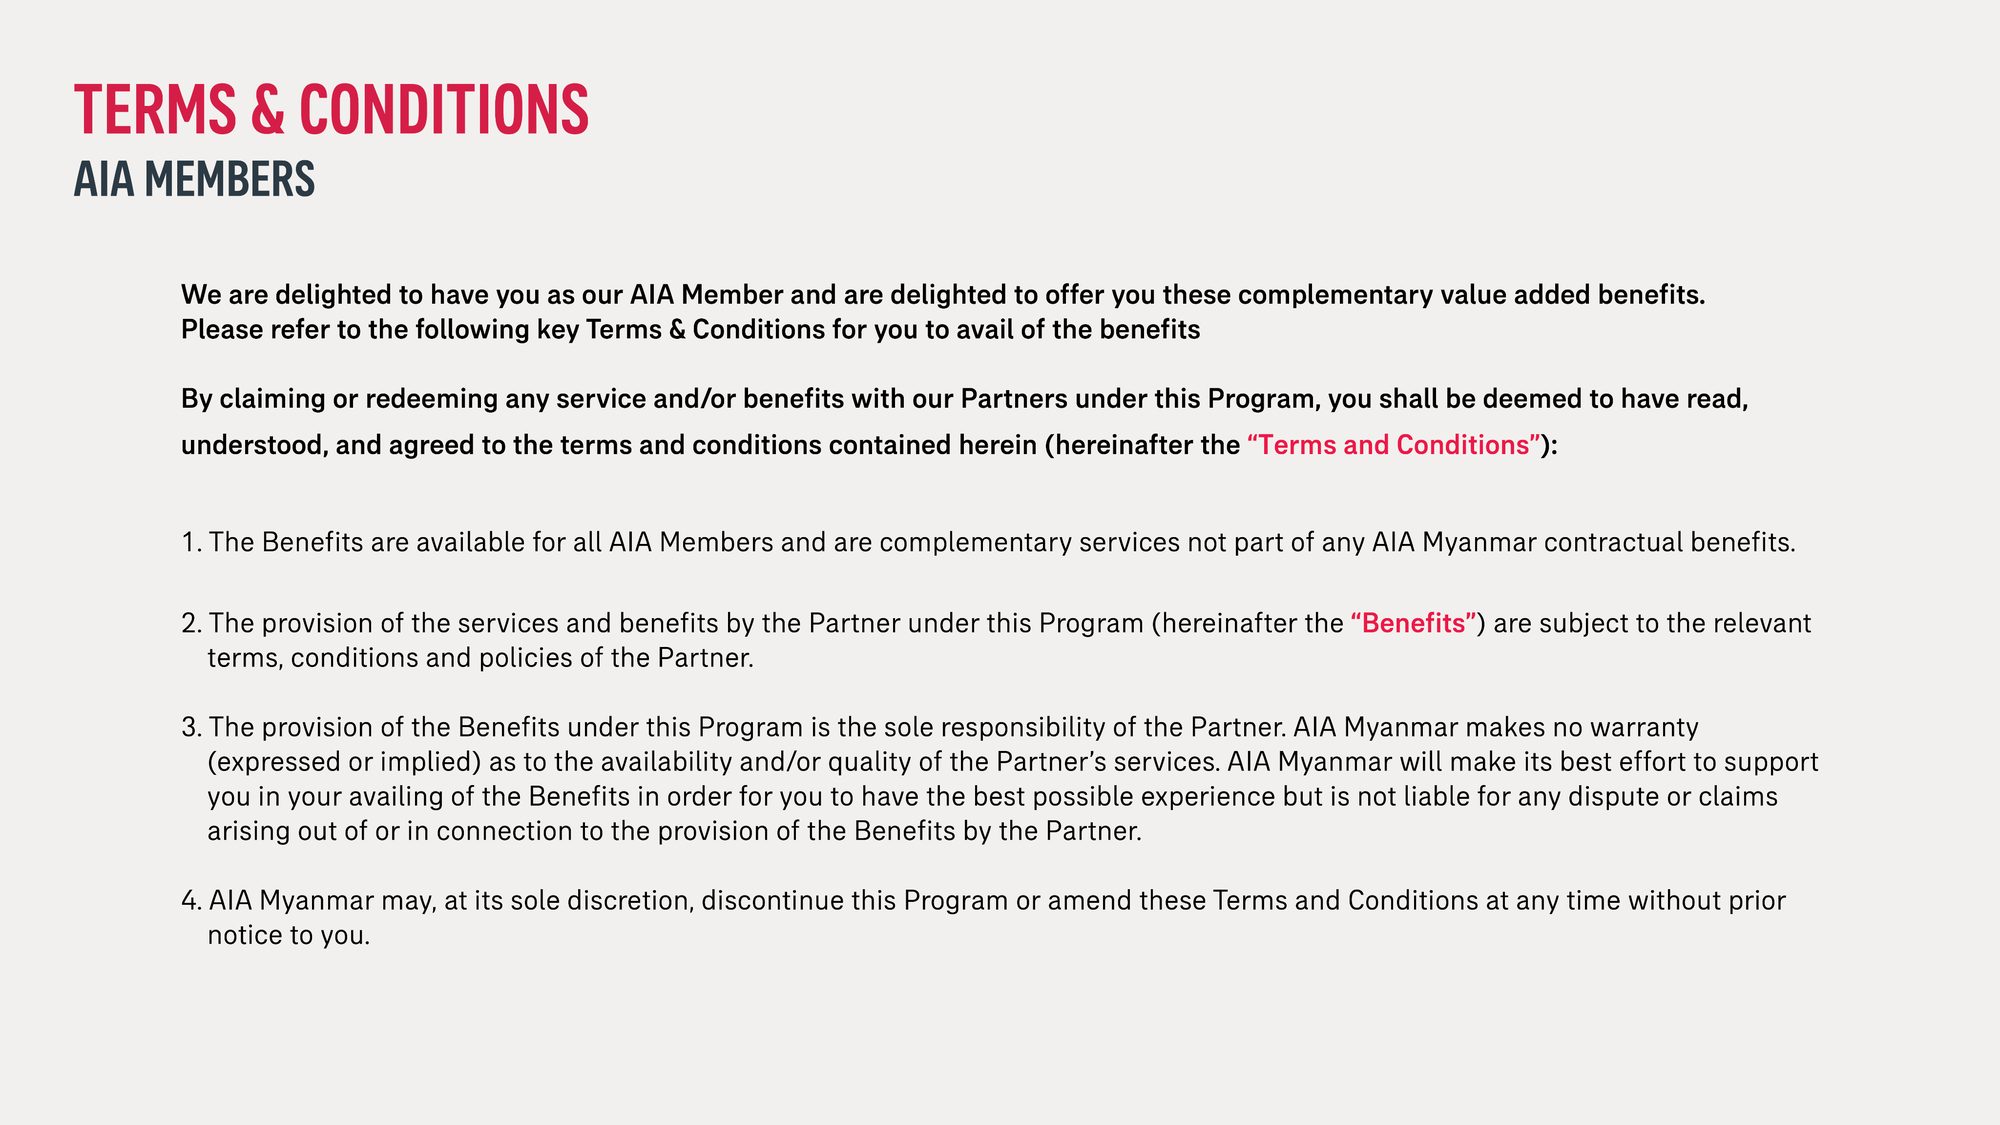 TERMS & CONDITIONS
AIA MEMBERS
We are delighted to have you as our AIA Member and are delighted to offer you these complementary value added benefits.
Please refer to the following key Terms & Conditions for you to avail of the benefits
By claiming or redeeming any service and/or benefits with our Partners under this Program, you shall be deemed to have read,
understood, and agreed to the terms and conditions contained herein (hereinafter the “Terms and Conditions”):
1. The Benefits are available for all AIA Members and are complementary services not part of any AIA Myanmar contractual benefits.
2. The provision of the services and benefits by the Partner under this Program (hereinafter the “Benefits”) are subject to the relevant
terms, conditions and policies of the Partner.
3. The provision of the Benefits under this Program is the sole responsibility of the Partner. AIA Myanmar makes no warranty
(expressed or implied) as to the availability and/or quality of the Partner’s services. AIA Myanmar will make its best effort to support
you in your availing of the Benefits in order for you to have the best possible experience but is not liable for any dispute or claims
arising out of or in connection to the provision of the Benefits by the Partner.
4. AIA Myanmar may, at its sole discretion, discontinue this Program or amend these Terms and Conditions at any time without prior
notice to you.